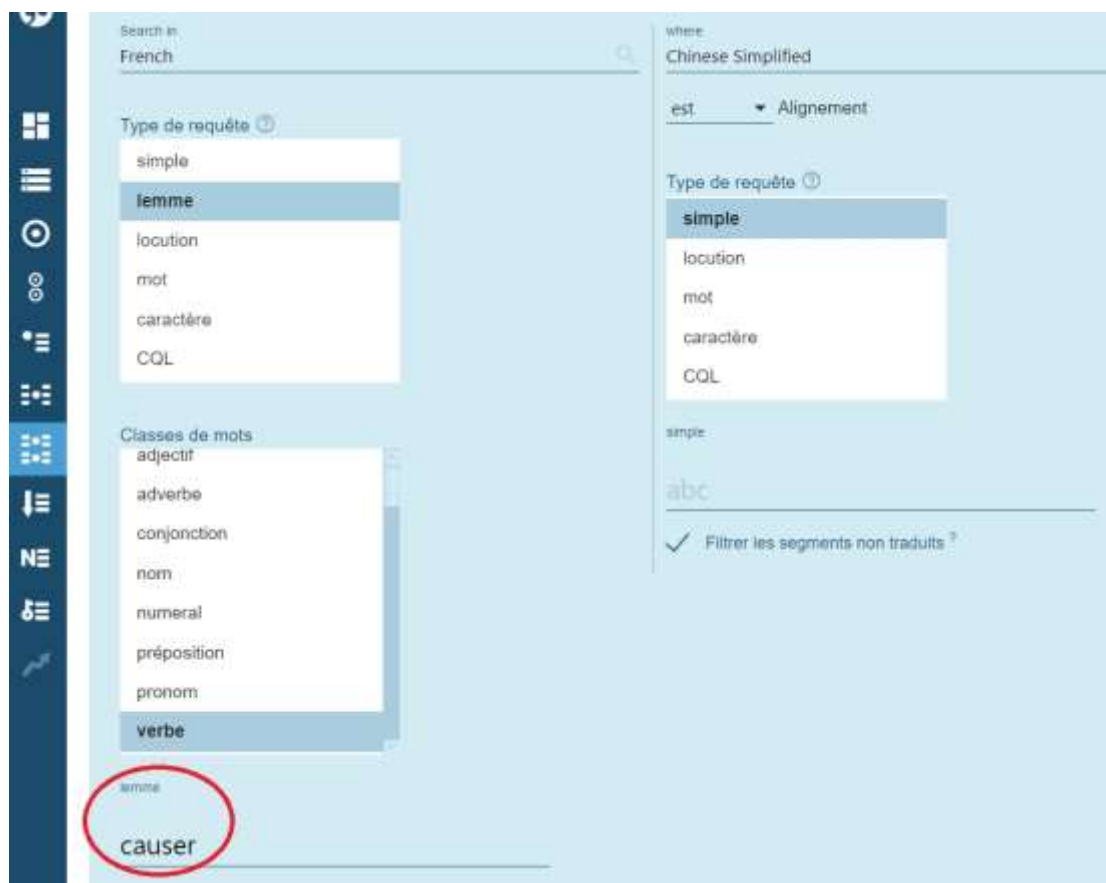 Search in
French
Type de requête ?
simple
lemme
locution
mot
caractère
CQL
Classes de mots
adjectif
adverbe
conjonction
nom
numeral
préposition
pronom
verbe
lemme
causer
where
Chinese Simplified
est Alignement
Type de requête ?
simple
locution
mot
caractère
CQL
simple
abc
Filtrer les segments non traduits ?